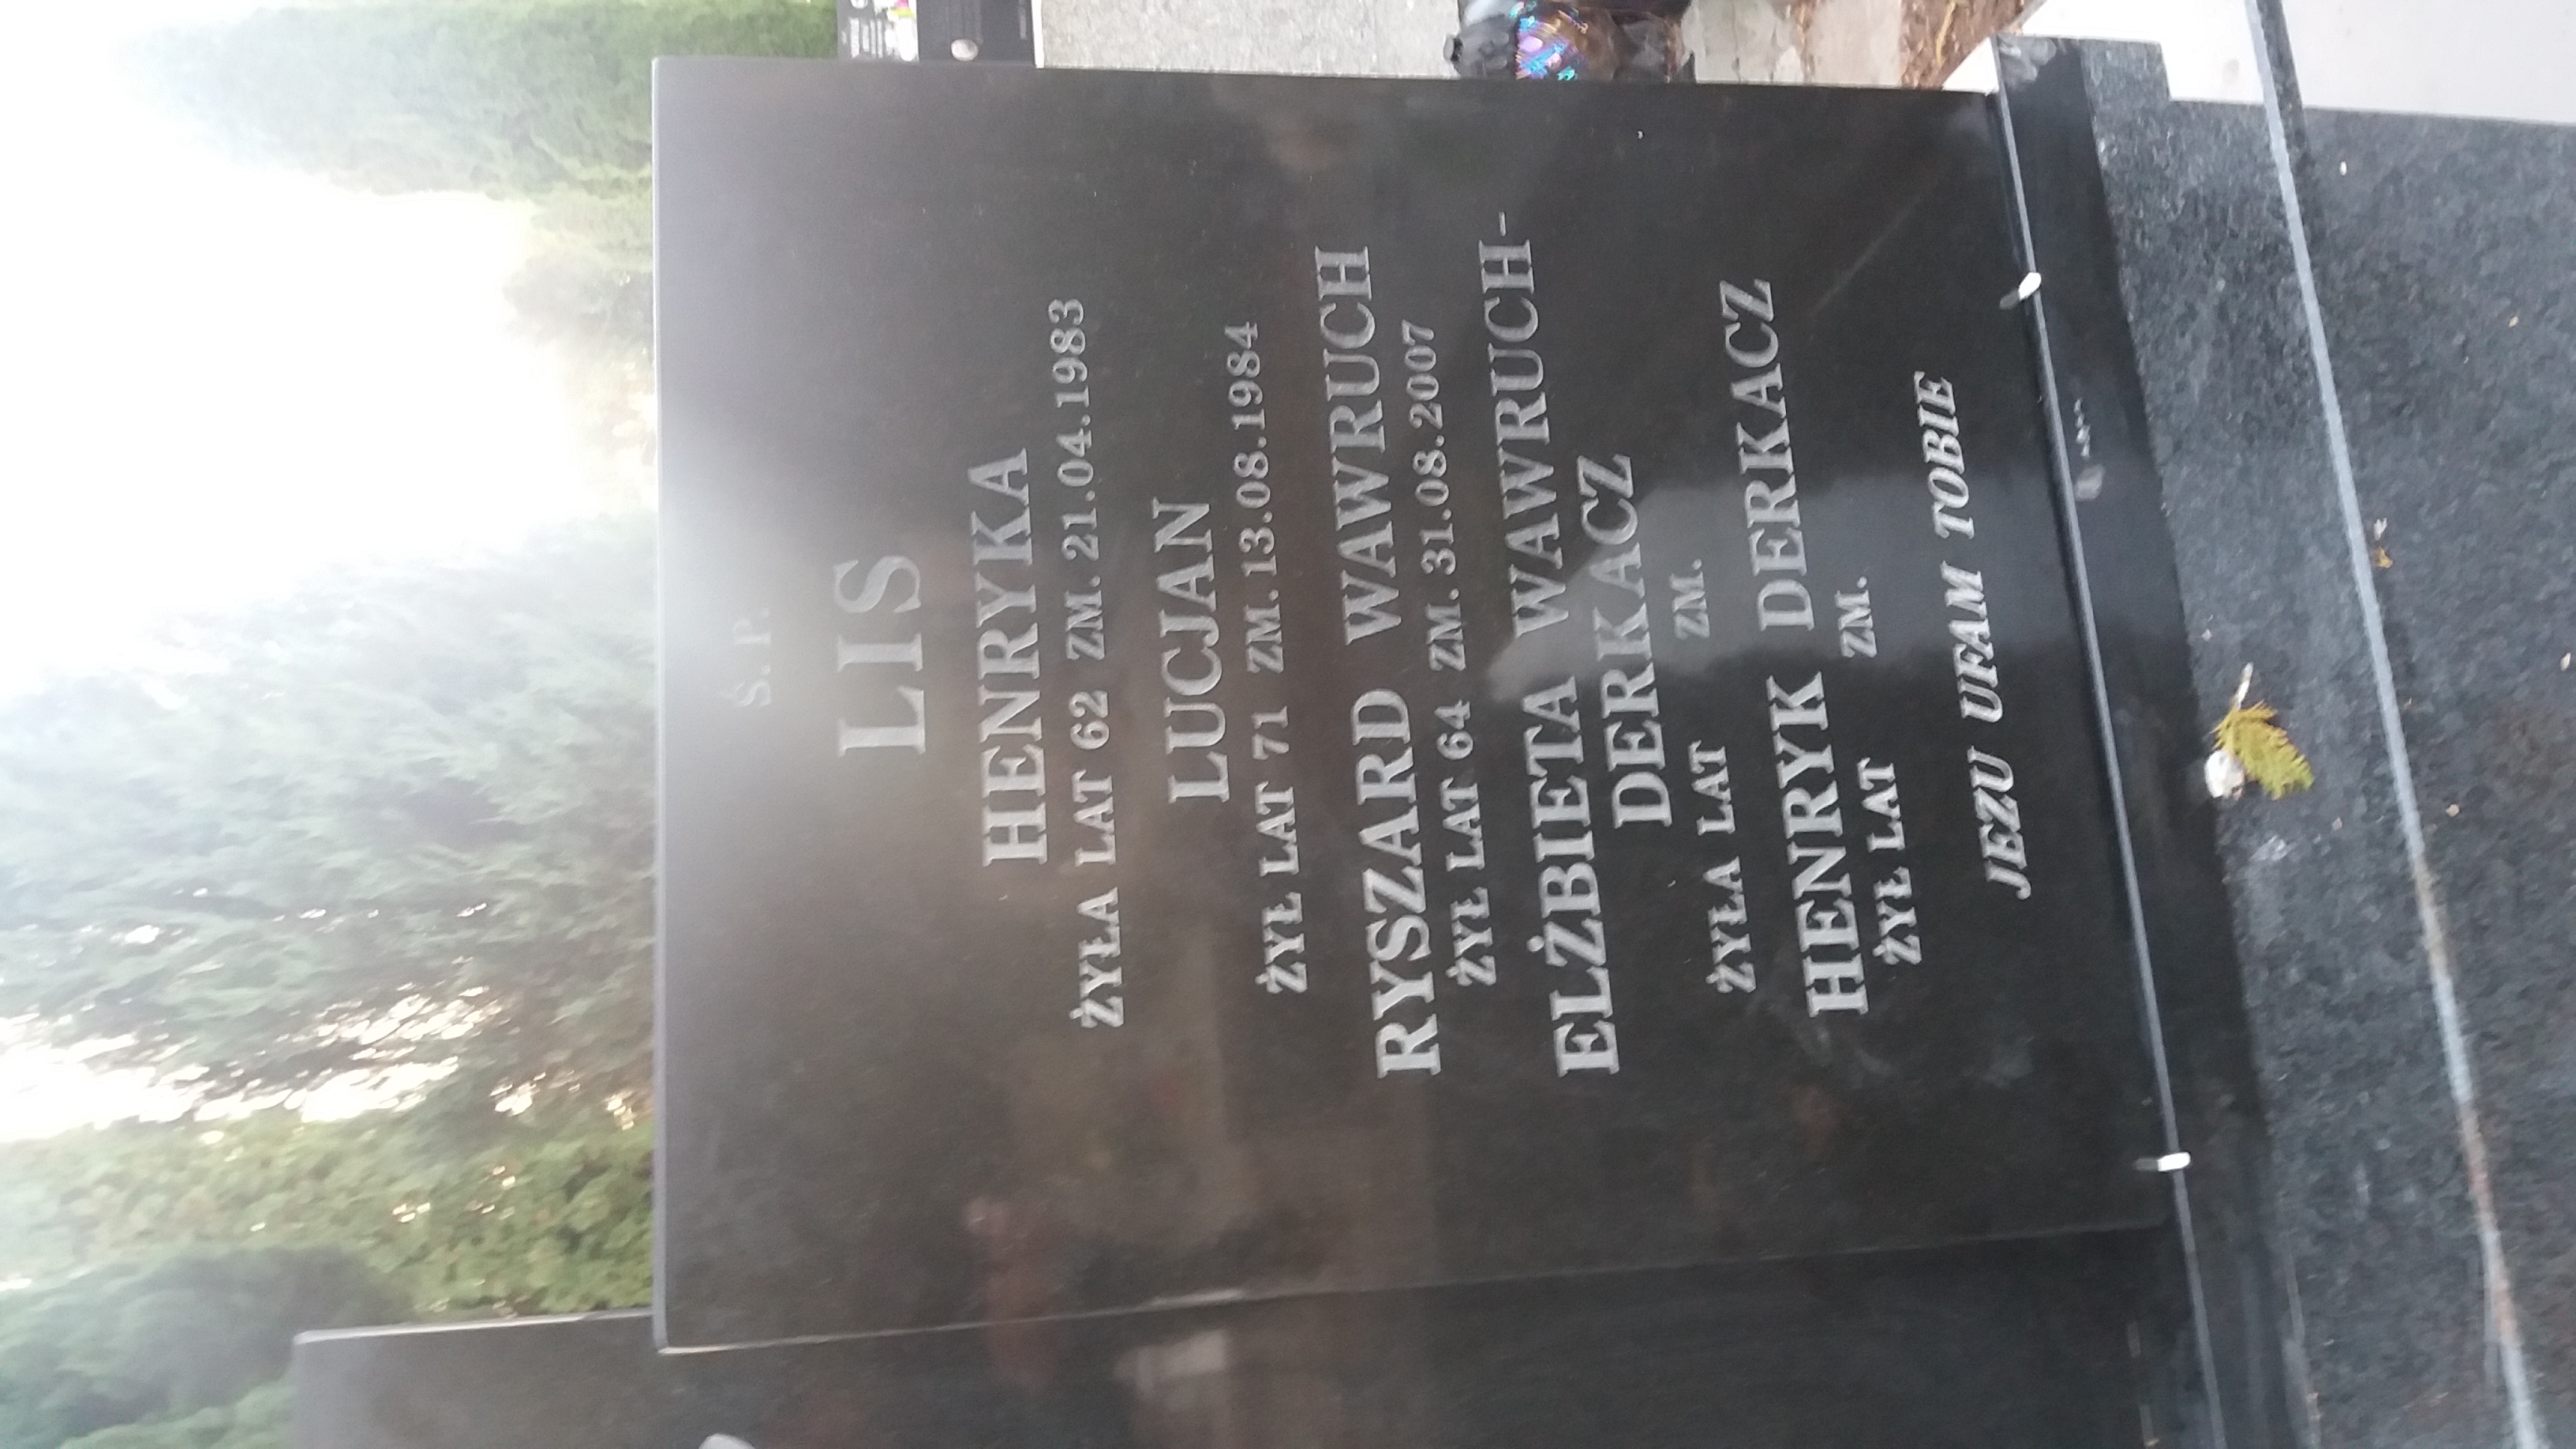 Ś. P.
LIS
HENRYKA
ŻYŁA LAT 62 ZM. 21.04.1983
LUCJAN
ŻYŁ LAT 71 ZM. 13.08.1984
RYSZARD WAWRUCH
ŻYŁ LAT 64 ZM. 31.08.2007
ELŻBIETA WAWRUCH-
DERKACZ
ŻYŁA LAT ZM.
HENRYK DERKACZ
ŻYŁ LAT ZM.
JEZU UFAM TOBIE